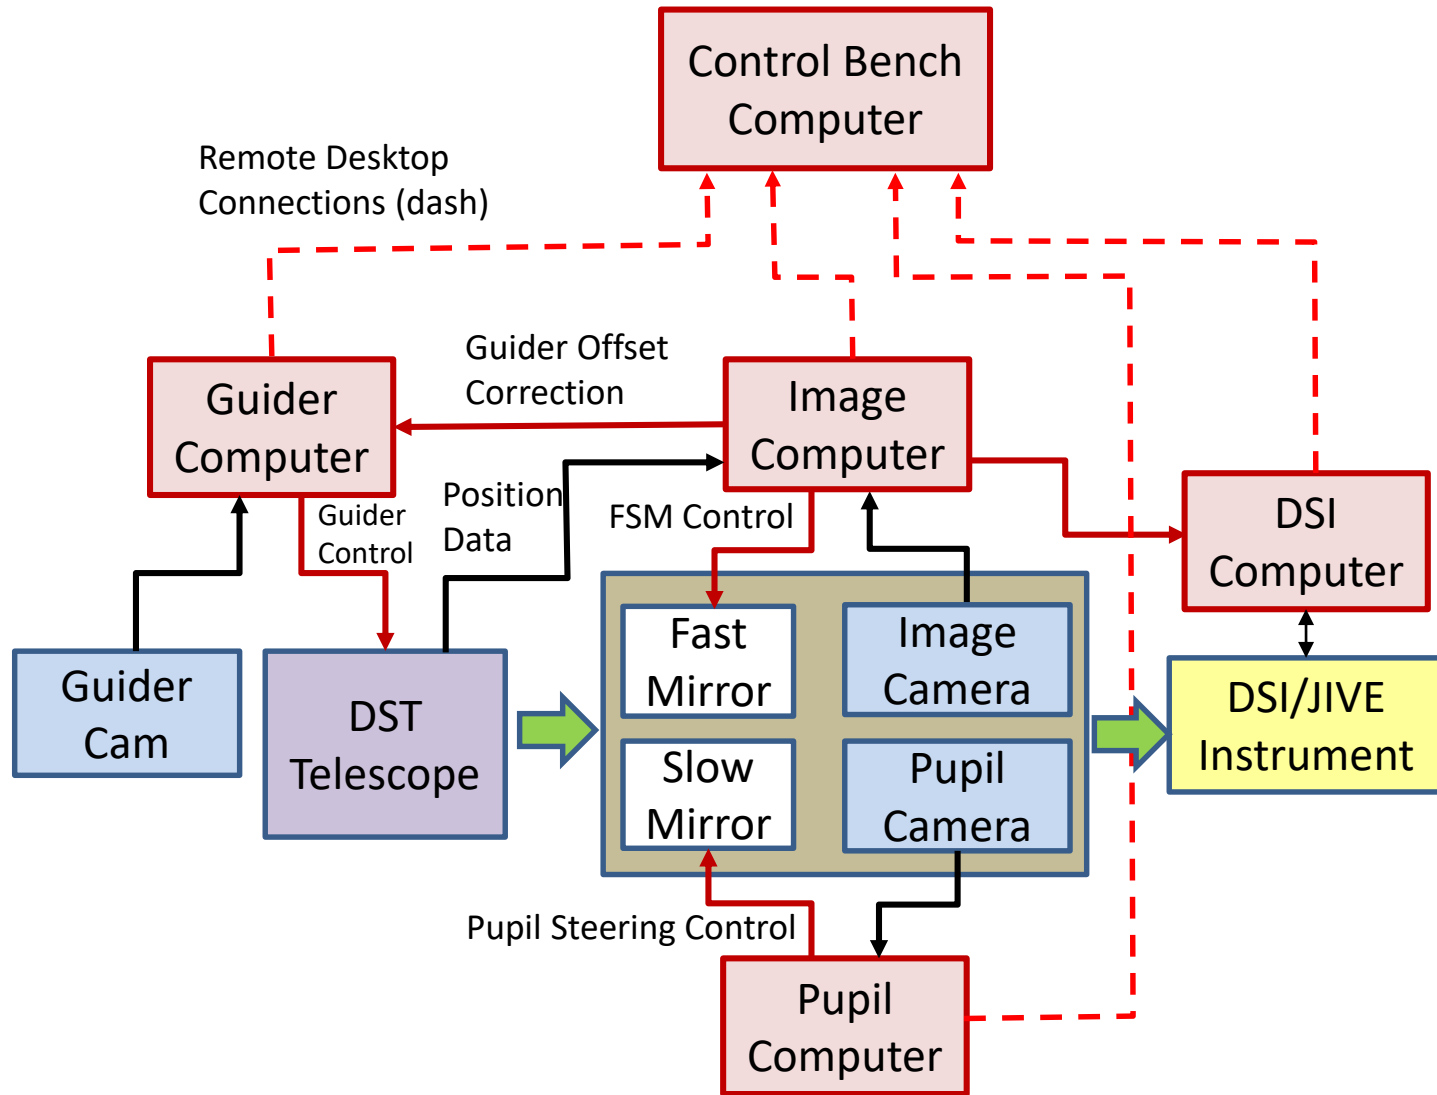 Control Bench
Computer
Remote Desktop
Connections (dash)
Guider Offset
Correction
Guider
Computer
Image
Computer
Position
Data
Guider
Control
FSM Control
DSI
Computer
Guider
Cam
DST
Telescope
Fast
Mirror
Image
Camera
Slow
Mirror
Pupil
Camera
DSI/JIVE
Instrument
Pupil Steering Control
Pupil
Computer